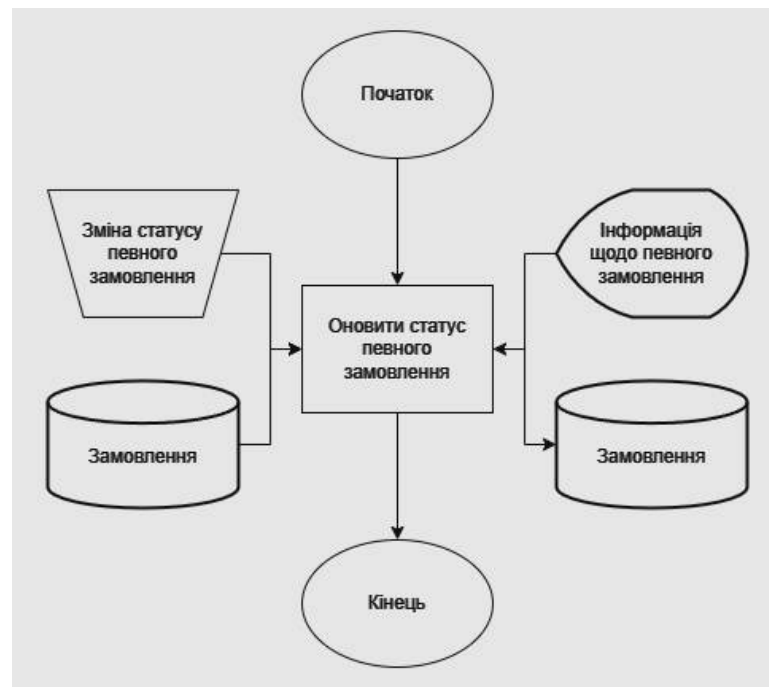 Початок
Зміна статусу
певного
замовлення
Інформація
щодо певного
замовлення
Оновити статус
певного
замовлення
Замовлення
Замовлення
Кінець